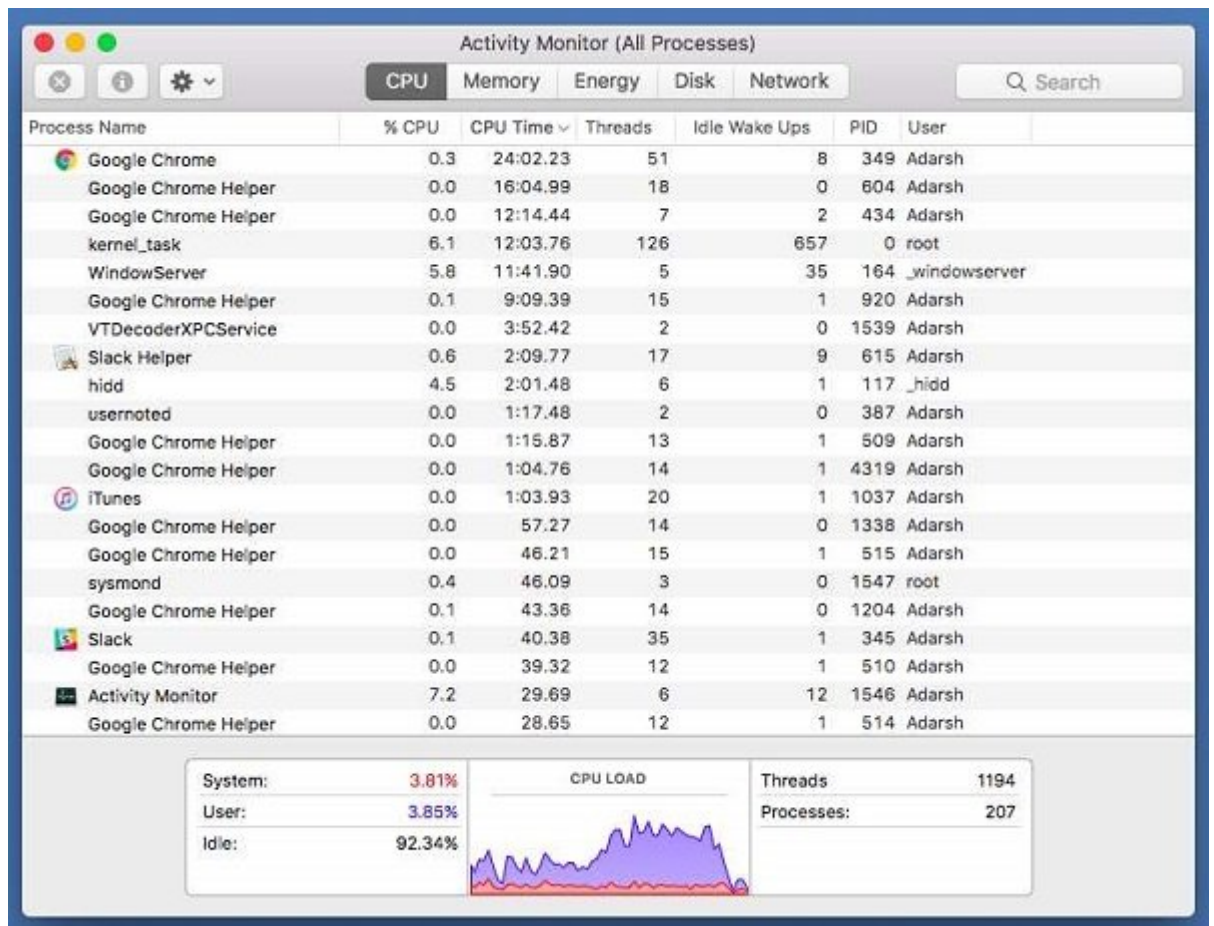 Activity Monitor (All Processes)
CPU Memory Energy Disk Network Search
Process Name % CPU CPU Time Threads Idle Wake Ups PID User
Google Chrome 0.3 24:02.23 51 8 349 Adarsh
Google Chrome Helper 0.0 16:04.99 18 0 604 Adarsh
Google Chrome Helper 0.0 12:14.44 7 2 434 Adarsh
kernel_task 6.1 12:03.76 126 657 0 root
WindowServer 5.8 11:41.90 5 35 164 _windowserver
Google Chrome Helper 0.1 9:09.39 15 1 920 Adarsh
VTDecoderXPCService 0.0 3:52.42 2 0 1539 Adarsh
Slack Helper 0.6 2:09.77 17 9 615 Adarsh
hidd 4.5 2:01.48 6 1 117 _hidd
usernoted 0.0 1:17.48 2 0 387 Adarsh
Google Chrome Helper 0.0 1:15.87 13 1 509 Adarsh
Google Chrome Helper 0.0 1:04.76 14 1 4319 Adarsh
iTunes 0.0 1:03.93 20 1 1037 Adarsh
Google Chrome Helper 0.0 57.27 14 0 1338 Adarsh
Google Chrome Helper 0.0 46.21 15 1 515 Adarsh
sysmond 0.4 46.09 3 0 1547 root
Google Chrome Helper 0.1 43.36 14 0 1204 Adarsh
Slack 0.1 40.38 35 1 345 Adarsh
Google Chrome Helper 0.0 39.32 12 1 510 Adarsh
Activity Monitor 7.2 29.69 6 12 1546 Adarsh
Google Chrome Helper 0.0 28.65 12 1 514 Adarsh
System: 3.81% CPU LOAD Threads 1194
User: 3.85% Processes: 207
Idle: 92.34%